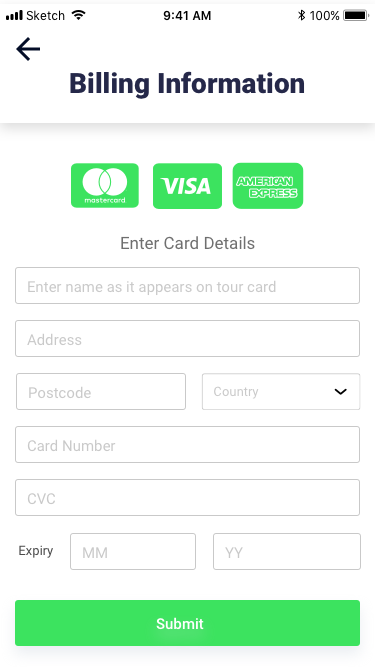 Sketch 9:41 AM 100%
Billing Information
mastercard VISA AMERICAN EXPRESS
Enter Card Details
Enter name as it appears on tour card
Address
Postcode Country
Card Number
CVC
Expiry MM YY
Submit